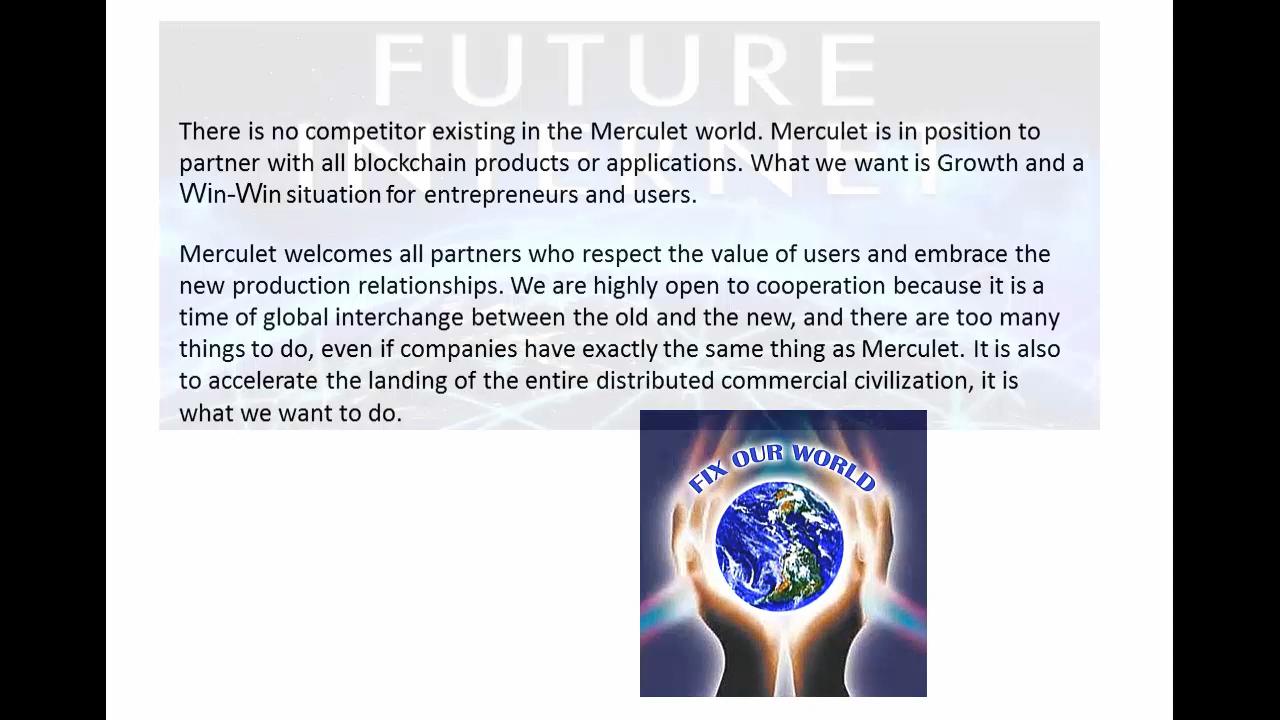 FUTURE
INTERNET
There is no competitor existing in the Merculet world. Merculet is in position to
partner with all blockchain products or applications. What we want is Growth and a
Win-Win situation for entrepreneurs and users.
Merculet welcomes all partners who respect the value of users and embrace the
new production relationships. We are highly open to cooperation because it is a
time of global interchange between the old and the new, and there are too many
things to do, even if companies have exactly the same thing as Merculet. It is also
to accelerate the landing of the entire distributed commercial civilization, it is
what we want to do.
FIX OUR WORLD